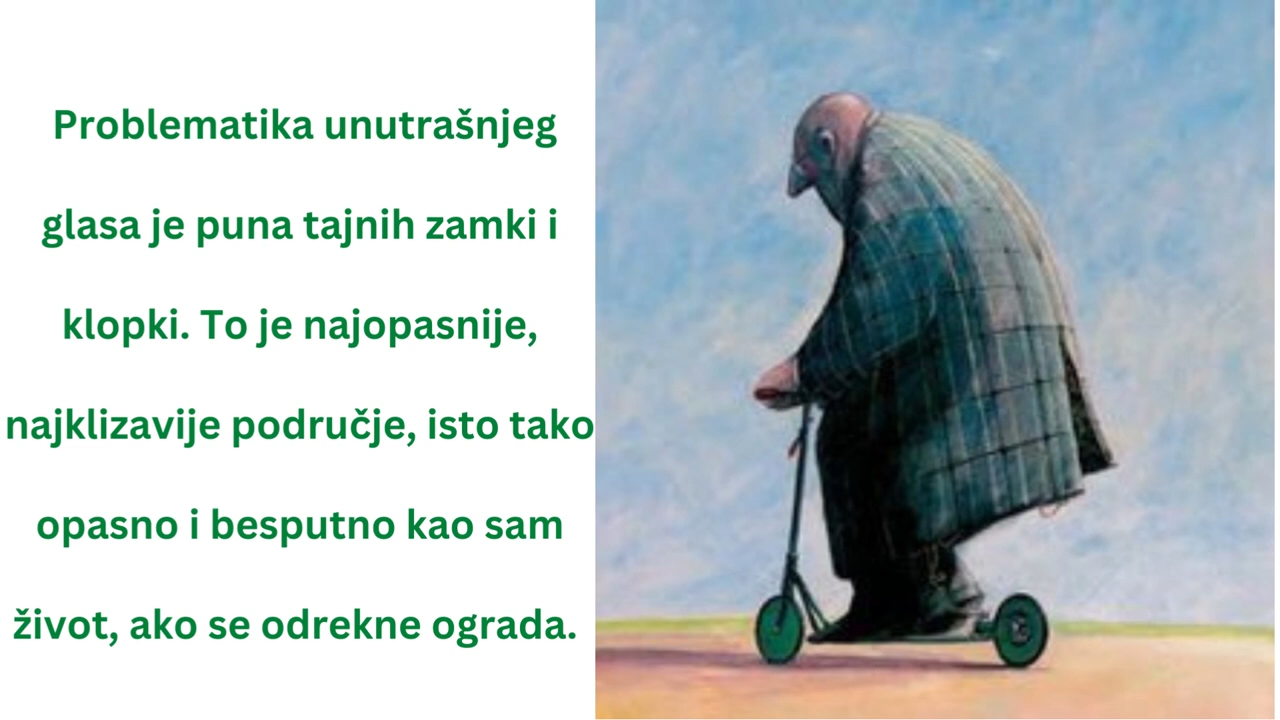 Problematika unutrašnjeg
glasa je puna tajnih zamki i
klopki. To je najopasnije,
najklizavije područje, isto tako
opasno i besputno kao sam
život, ako se odrekne ograda.